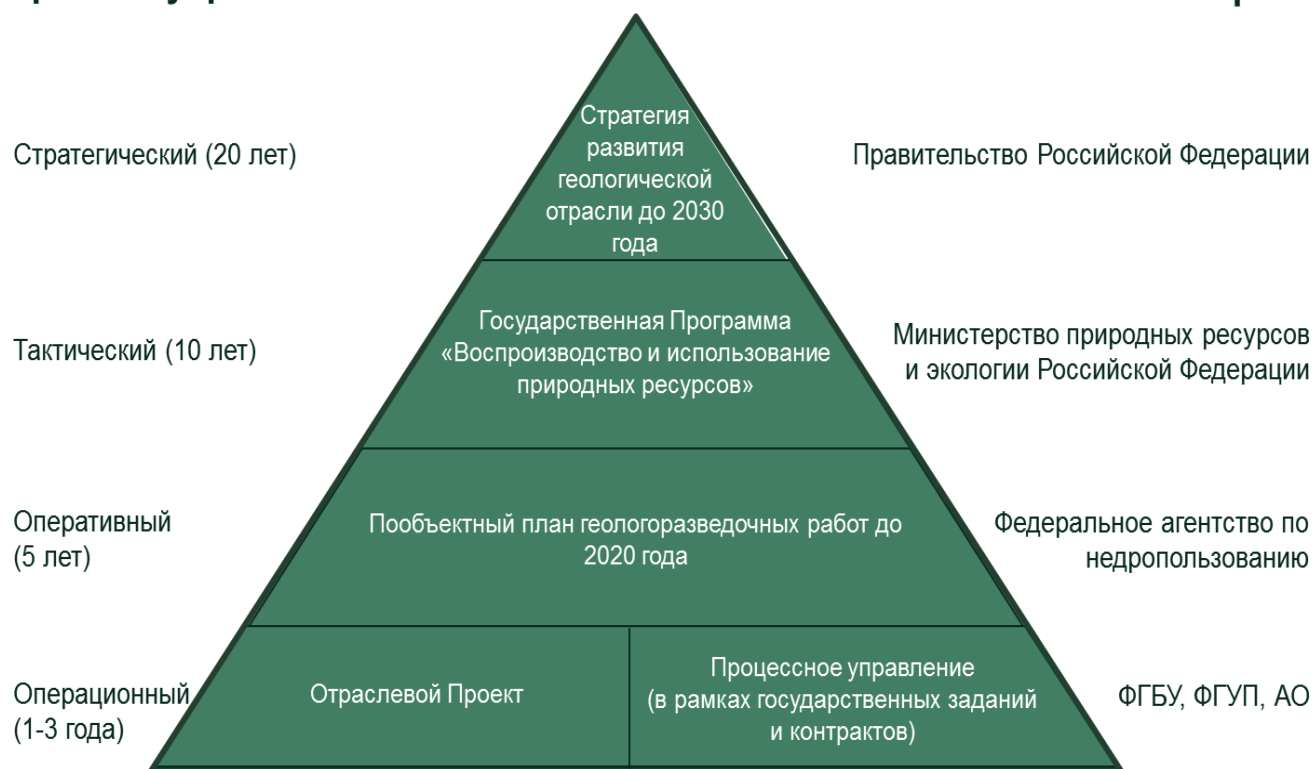 Стратегический (20 лет)
Стратегия
развития
геологической
отрасли до 2030
года
Правительство Российской Федерации
Тактический (10 лет)
Государственная Программа
«Воспроизводство и использование
природных ресурсов»
Министерство природных ресурсов
и экологии Российской Федерации
Оперативный
(5 лет)
Пообъектный план геологоразведочных работ до
2020 года
Федеральное агентство по
недропользованию
Операционный
(1-3 года)
Отраслевой Проект
Процессное управление
(в рамках государственных заданий
и контрактов)
ФГБУ, ФГУП, АО